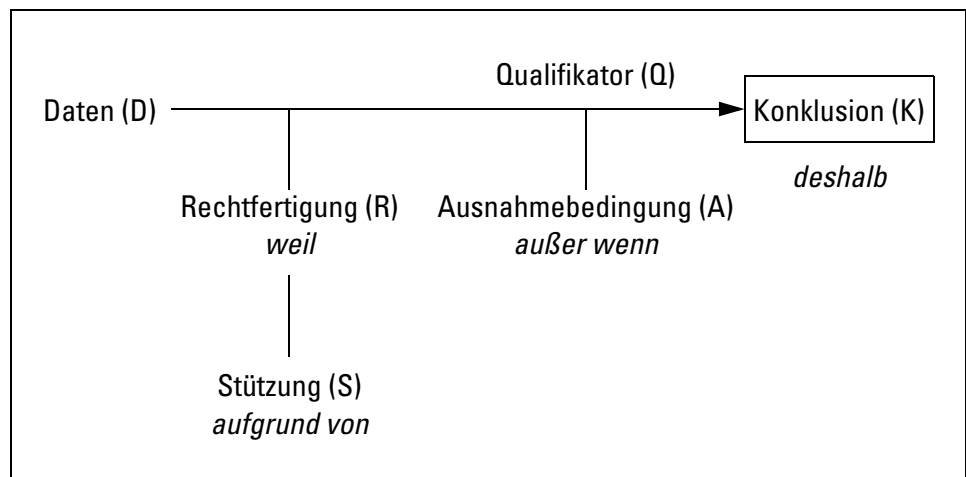 Qualifikator (Q)
Daten (D)
Konklusion (K)
deshalb
Rechtfertigung (R)
weil
Ausnahmebedingung (A)
außer wenn
Stützung (S)
aufgrund von